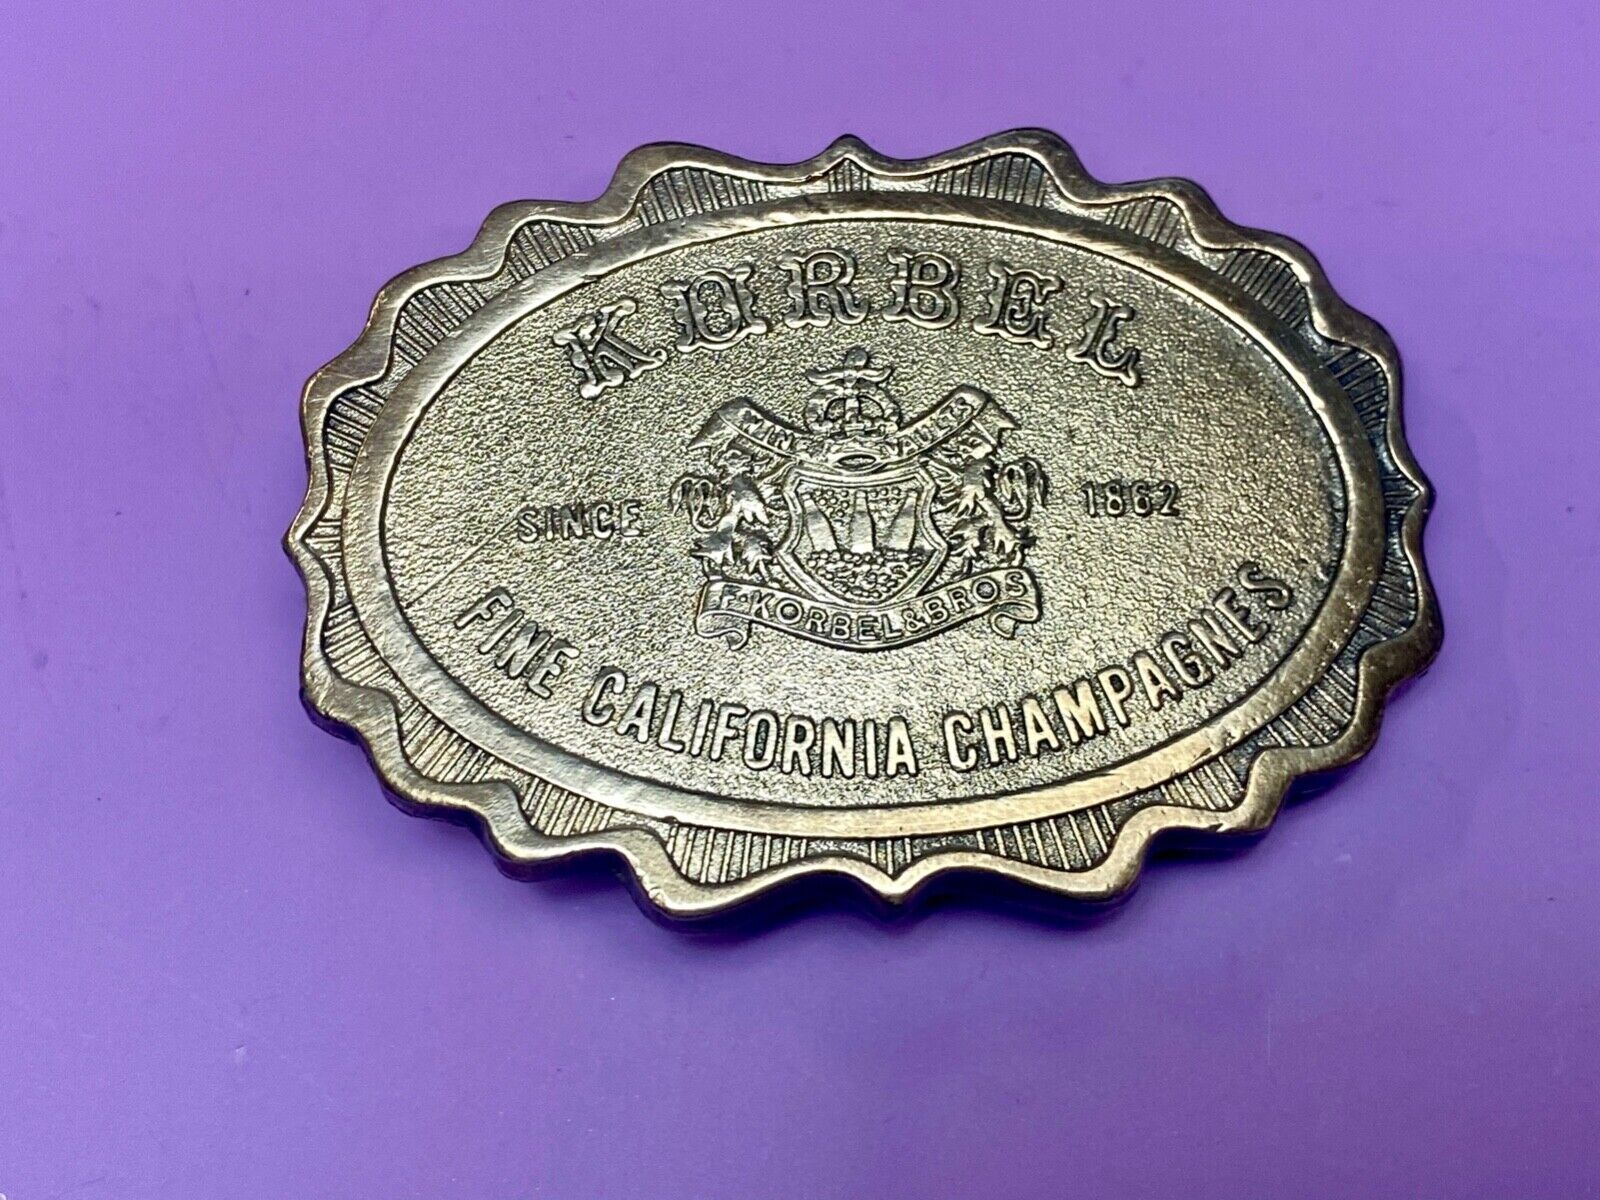 KORBEL
SINCE 1862
F. KORBEL & BROS
FINE CALIFORNIA CHAMPAGNES